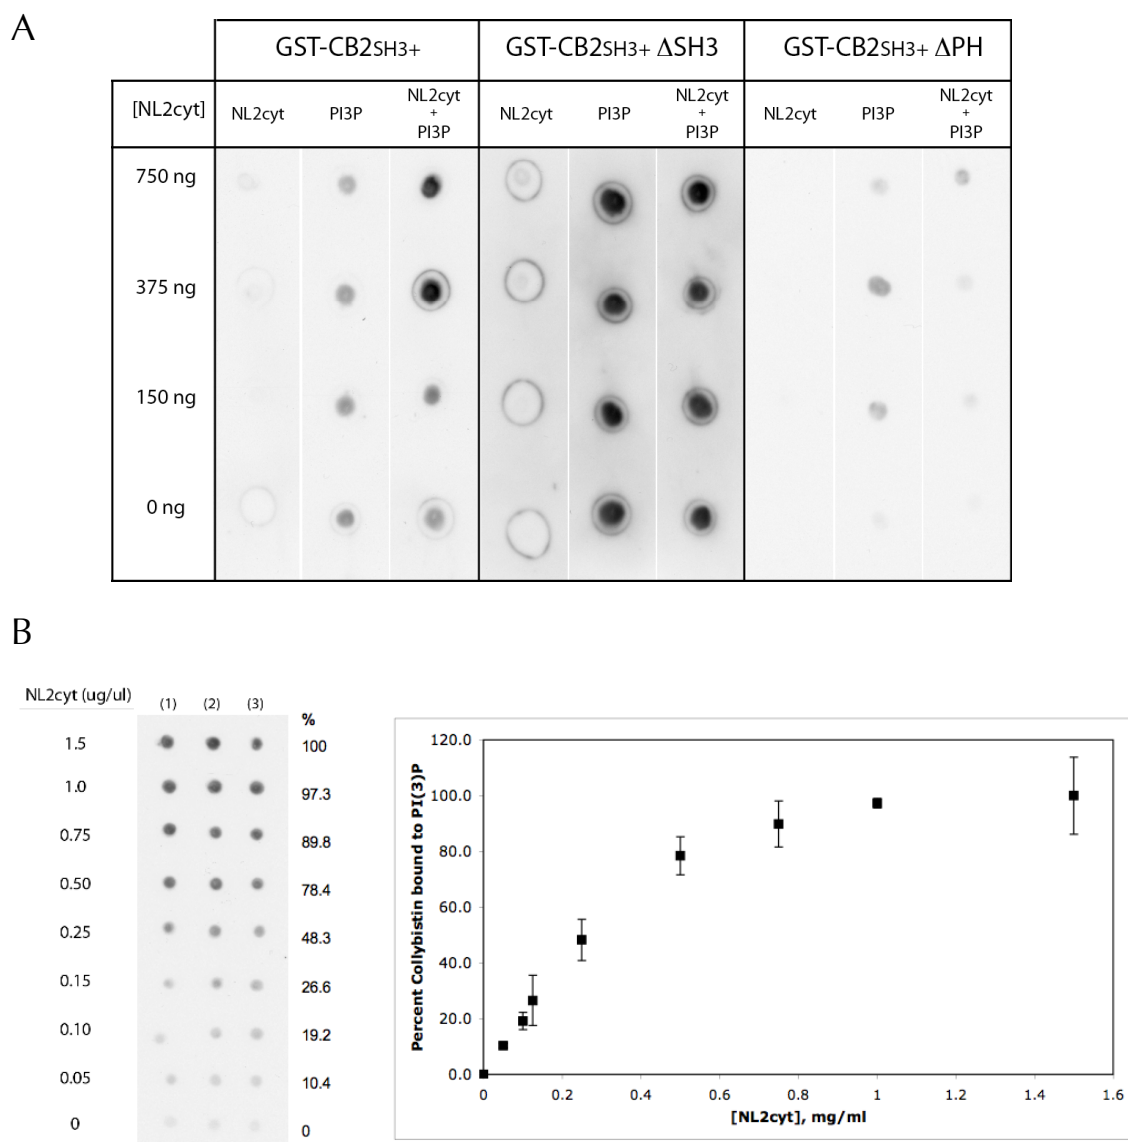 A
GST-CB2SH3+ GST-CB2SH3+ ΔSH3 GST-CB2SH3+ ΔPH
[NL2cyt] NL2cyt PI3P NL2cyt + PI3P NL2cyt PI3P NL2cyt + PI3P NL2cyt PI3P NL2cyt + PI3P
750 ng
375 ng
150 ng
0 ng
B
NL2cyt (ug/ul) (1) (2) (3) %
1.5 100
1.0 97.3
0.75 89.8
0.50 78.4
0.25 48.3
0.15 26.6
0.10 19.2
0.05 10.4
0 0
Percent Collybistin bound to PI(3)P
120.0
100.0
80.0
60.0
40.0
20.0
0.0
0 0.2 0.4 0.6 0.8 1 1.2 1.4 1.6
[NL2cyt], mg/ml